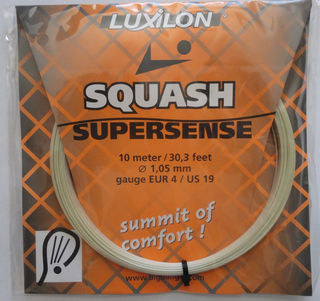 LUXILON
SQUASH
SUPERSENSE
10 meter / 30,3 feet
Ø 1,05 mm
gauge EUR 4 / US 19
summit of
comfort !